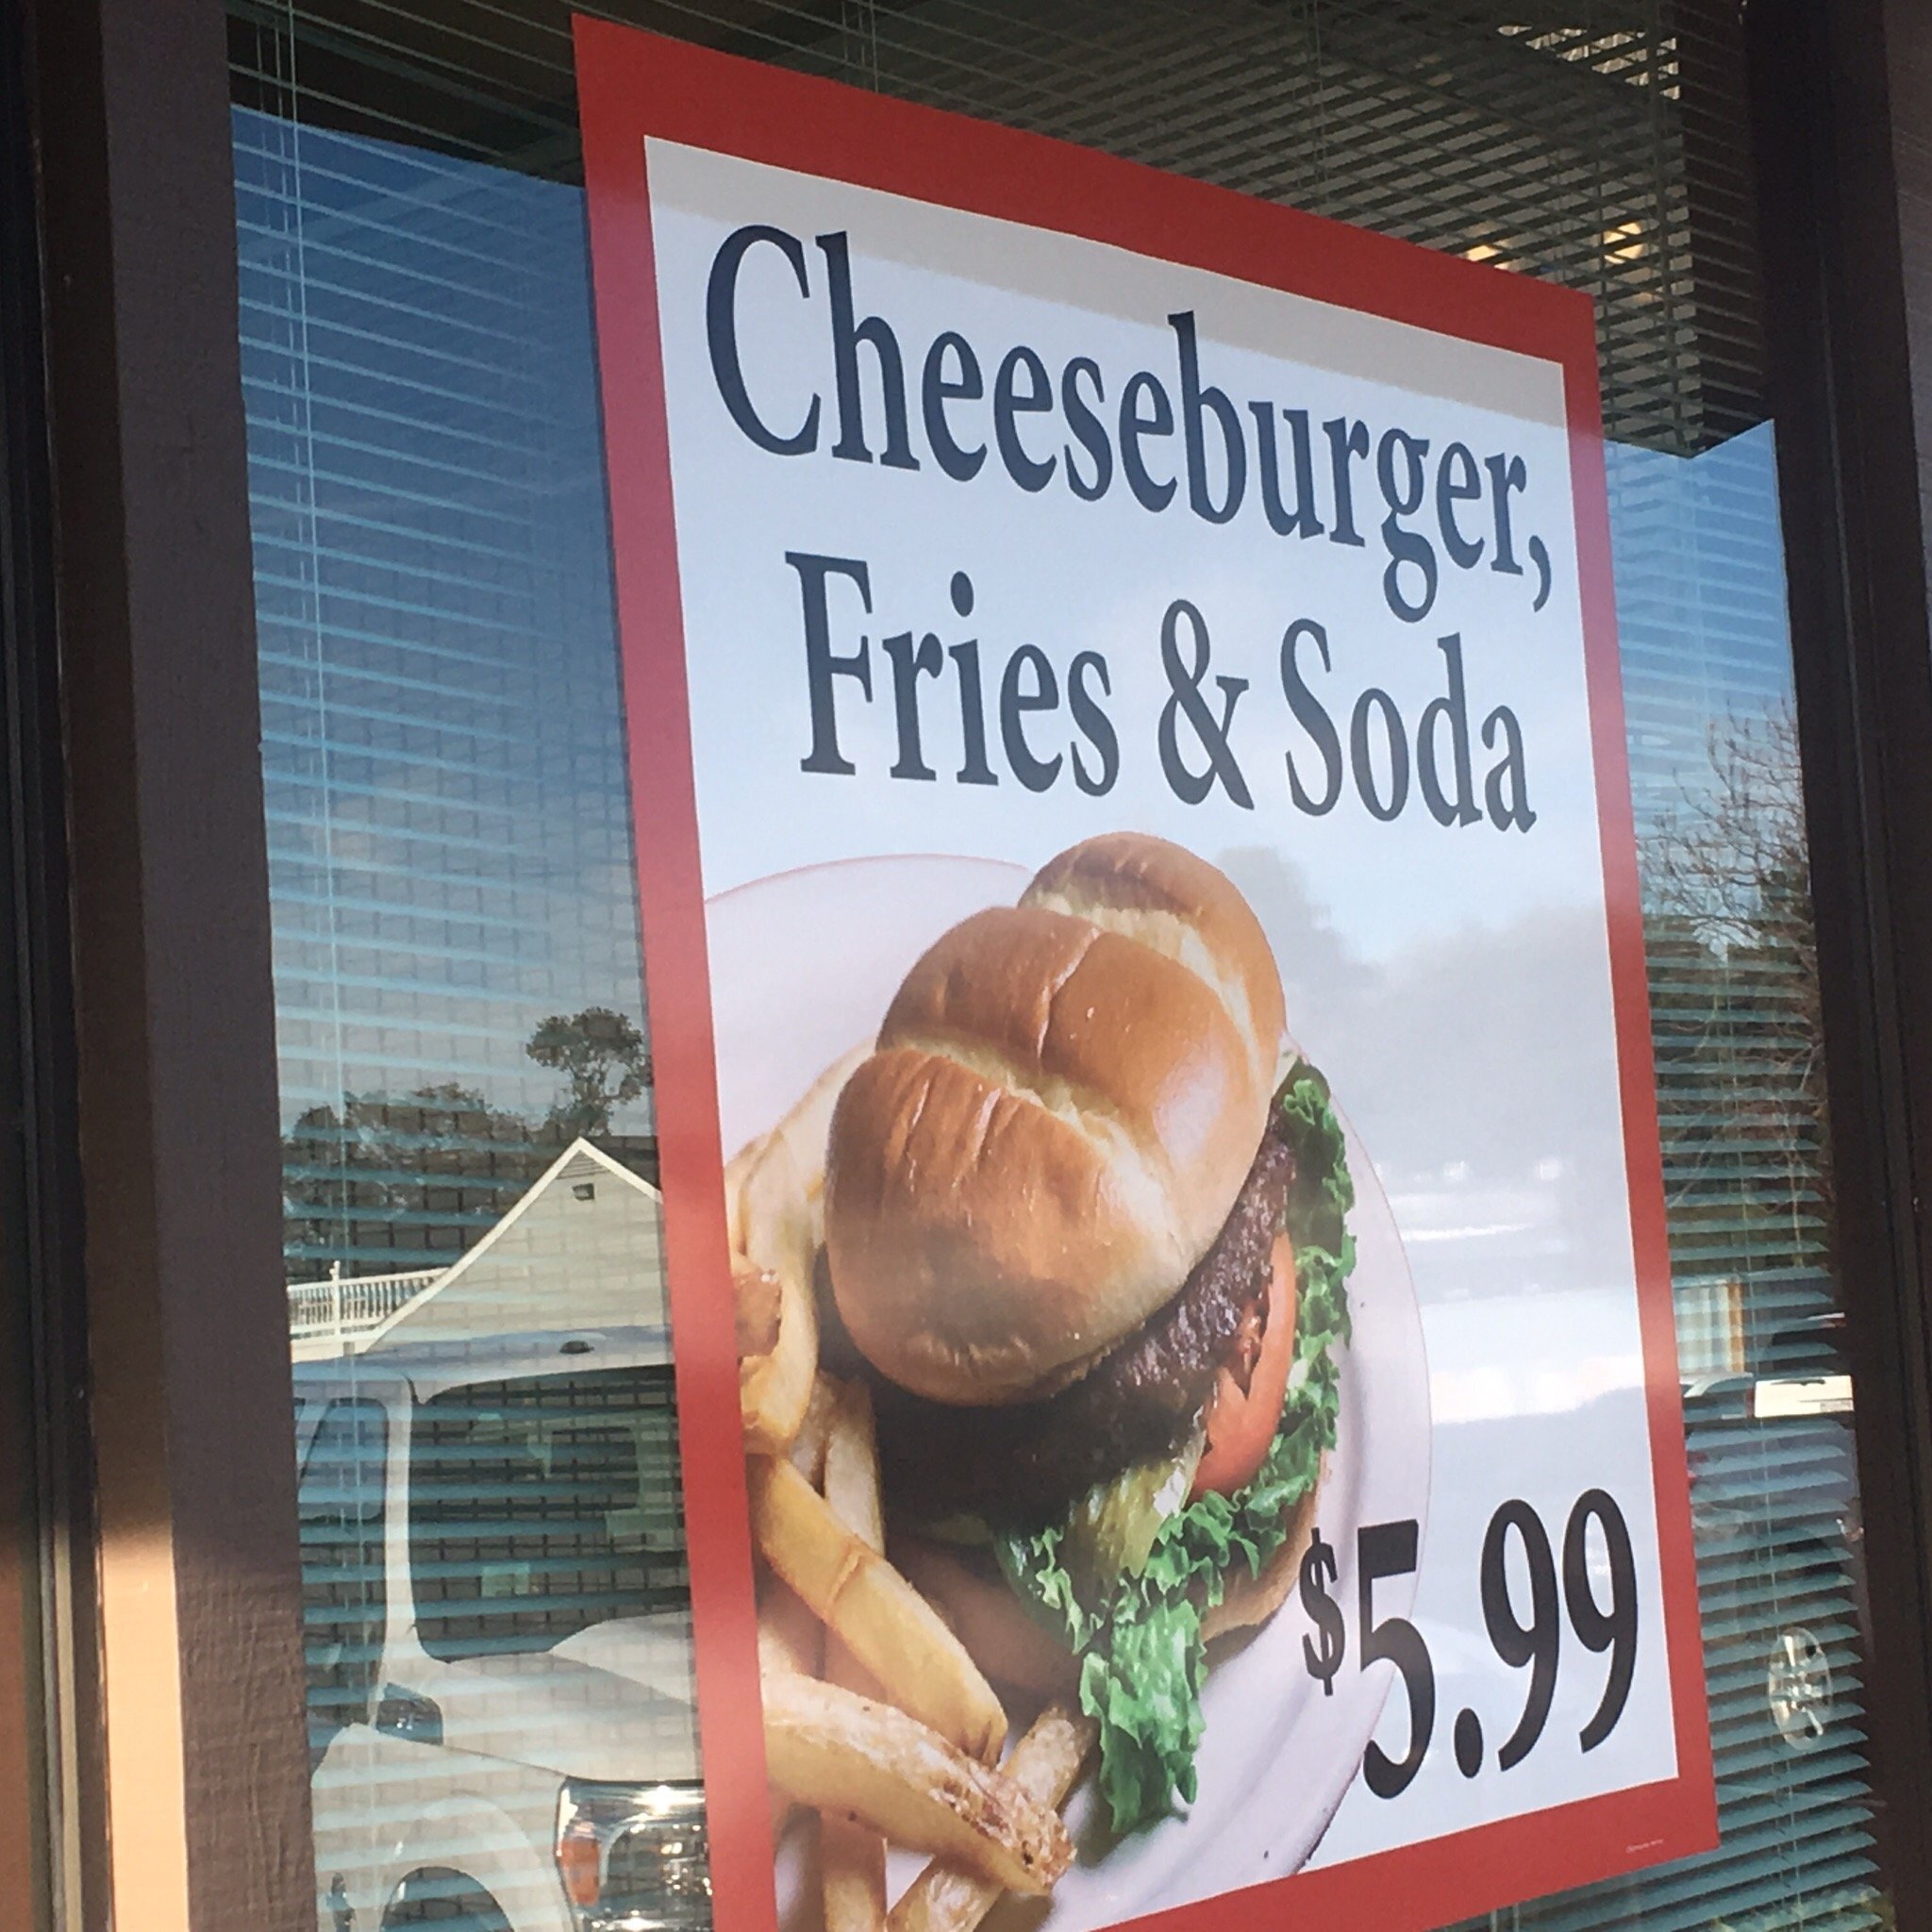 Cheeseburger,
Fries & Soda
$5.99